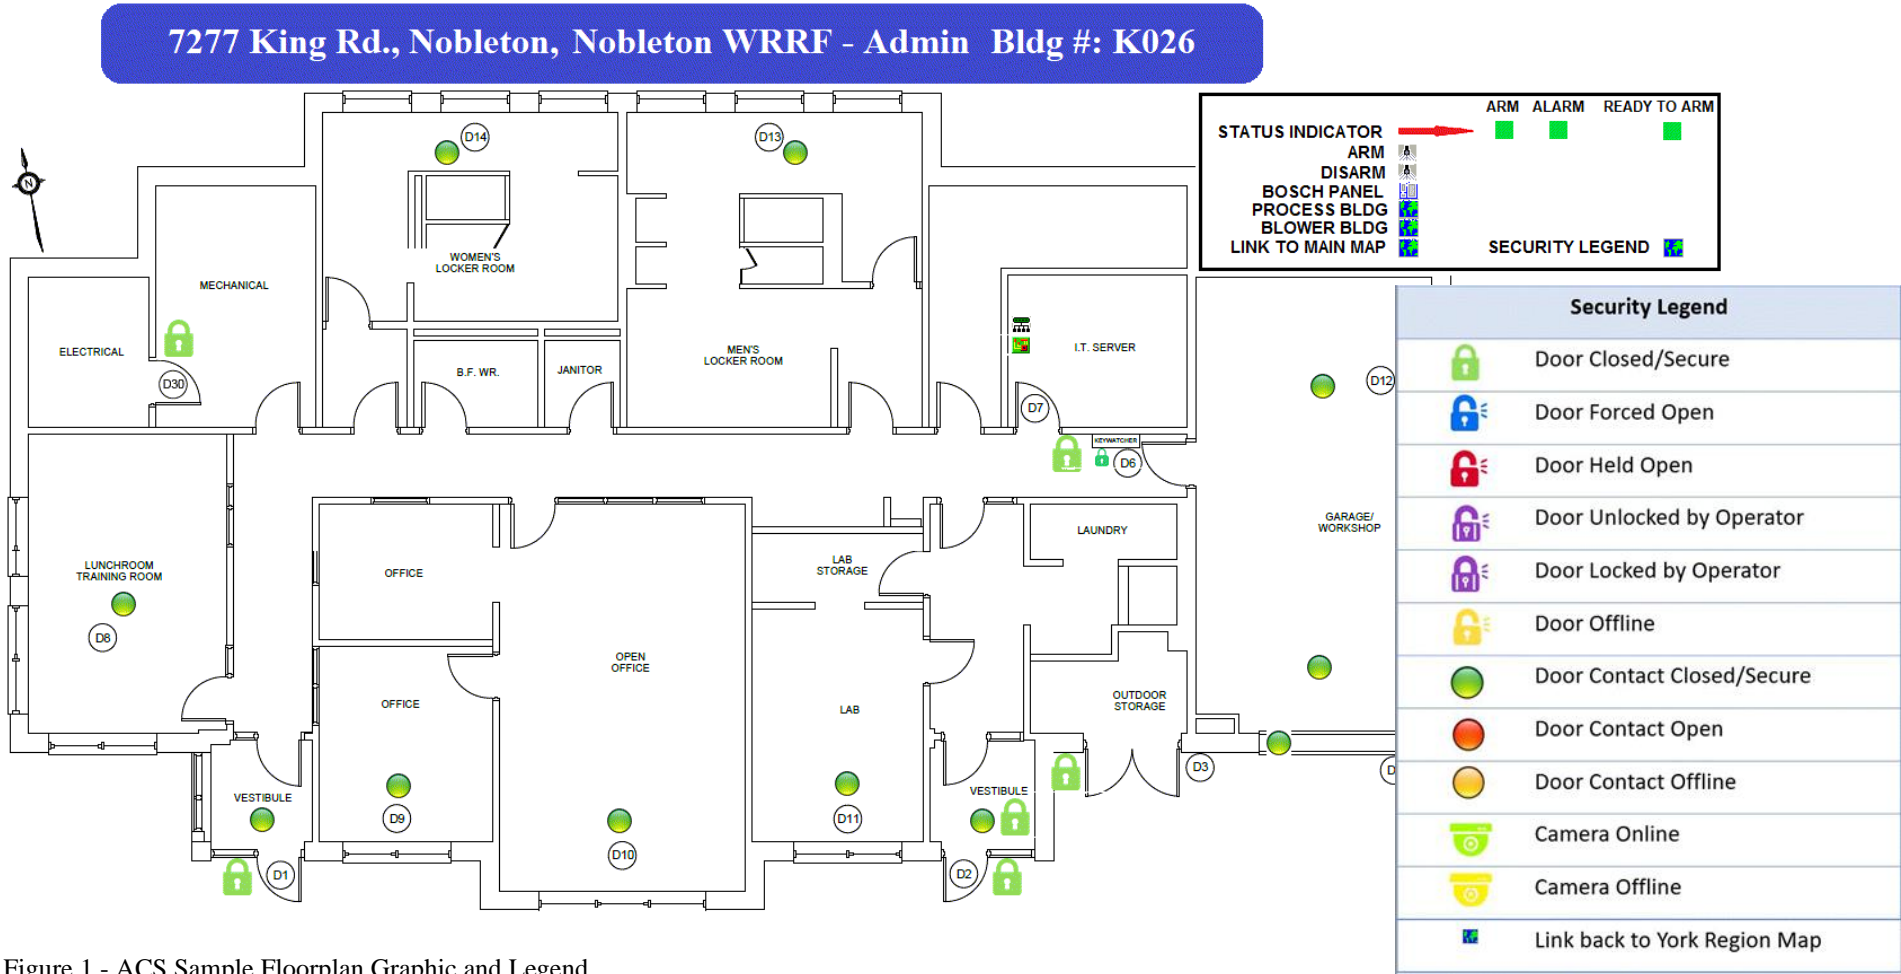 7277 King Rd., Nobleton, Nobleton WRRF - Admin Bldg #: K026
ARM ALARM READY TO ARM
STATUS INDICATOR
ARM
DISARM
BOSCH PANEL
PROCESS BLDG
BLOWER BLDG
LINK TO MAIN MAP SECURITY LEGEND
N
D14
D13
WOMEN'S
LOCKER ROOM
MECHANICAL
ELECTRICAL
D30
B.F. WR.
JANITOR
MEN'S
LOCKER ROOM
I.T. SERVER
D7
D12
KEYWATCHER
D6
LUNCHROOM
TRAINING ROOM
D8
OFFICE
OPEN
OFFICE
OFFICE
LAB
STORAGE
LAUNDRY
GARAGE/
WORKSHOP
LAB
OUTDOOR
STORAGE
D3
D
VESTIBULE
VESTIBULE
D9
D10
D11
D1
D2
Security Legend
Door Closed/Secure
Door Forced Open
Door Held Open
Door Unlocked by Operator
Door Locked by Operator
Door Offline
Door Contact Closed/Secure
Door Contact Open
Door Contact Offline
Camera Online
Camera Offline
Link back to York Region Map
Figure 1 - ACS Sample Floorplan Graphic and Legend